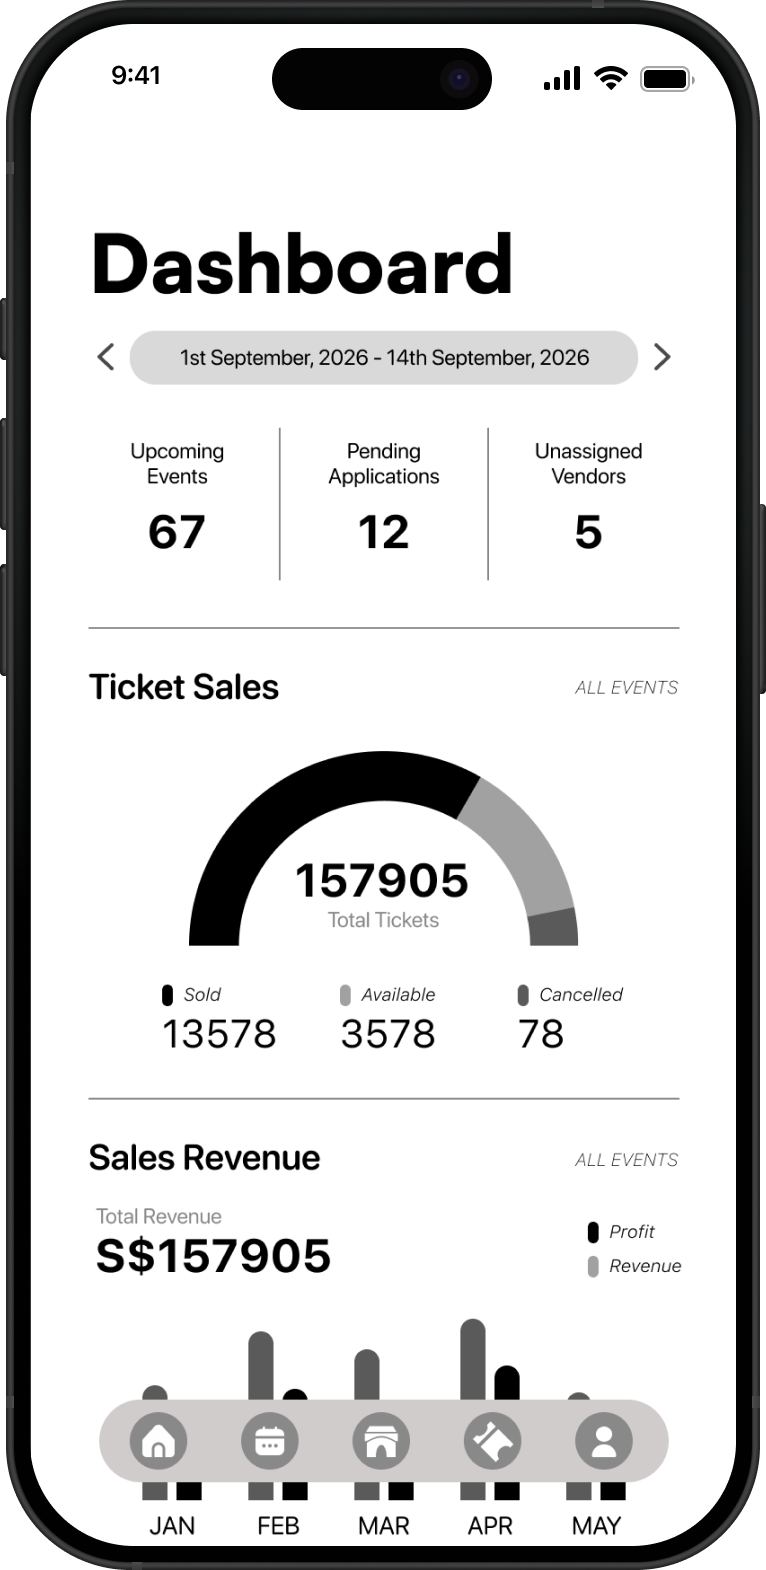 9:41
Dashboard
1st September, 2026 - 14th September, 2026
Upcoming
Events
67
Pending
Applications
12
Unassigned
Vendors
5
Ticket Sales
ALL EVENTS
157905
Total Tickets
Sold
13578
Available
3578
Cancelled
78
Sales Revenue
ALL EVENTS
Total Revenue
S$157905
Profit
Revenue
JAN
FEB
MAR
APR
MAY